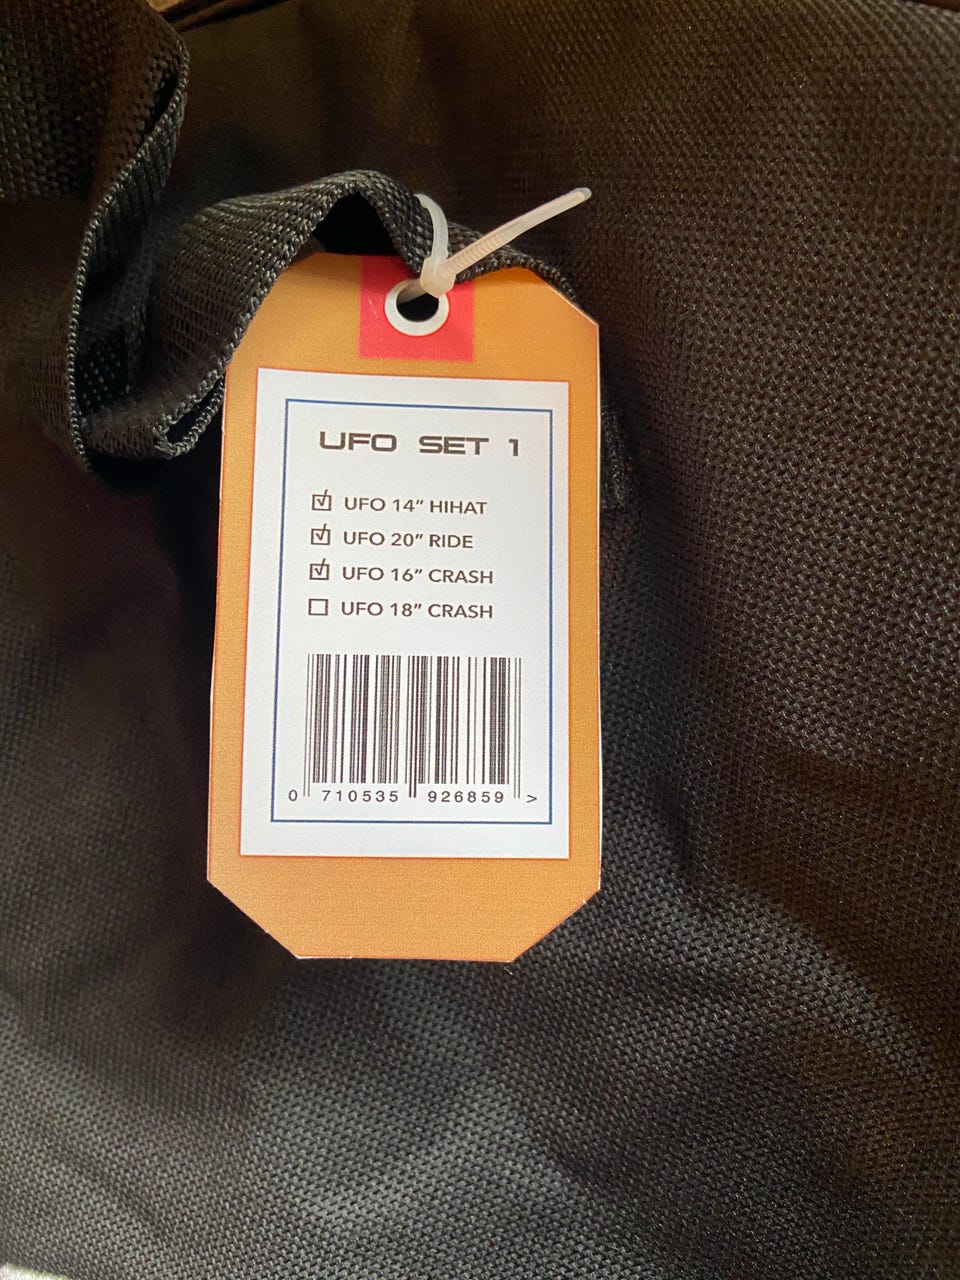 UFO SET 1
☑ UFO 14” HIHAT
☑ UFO 20” RIDE
☑ UFO 16” CRASH
☐ UFO 18” CRASH
0 710535 926859 >